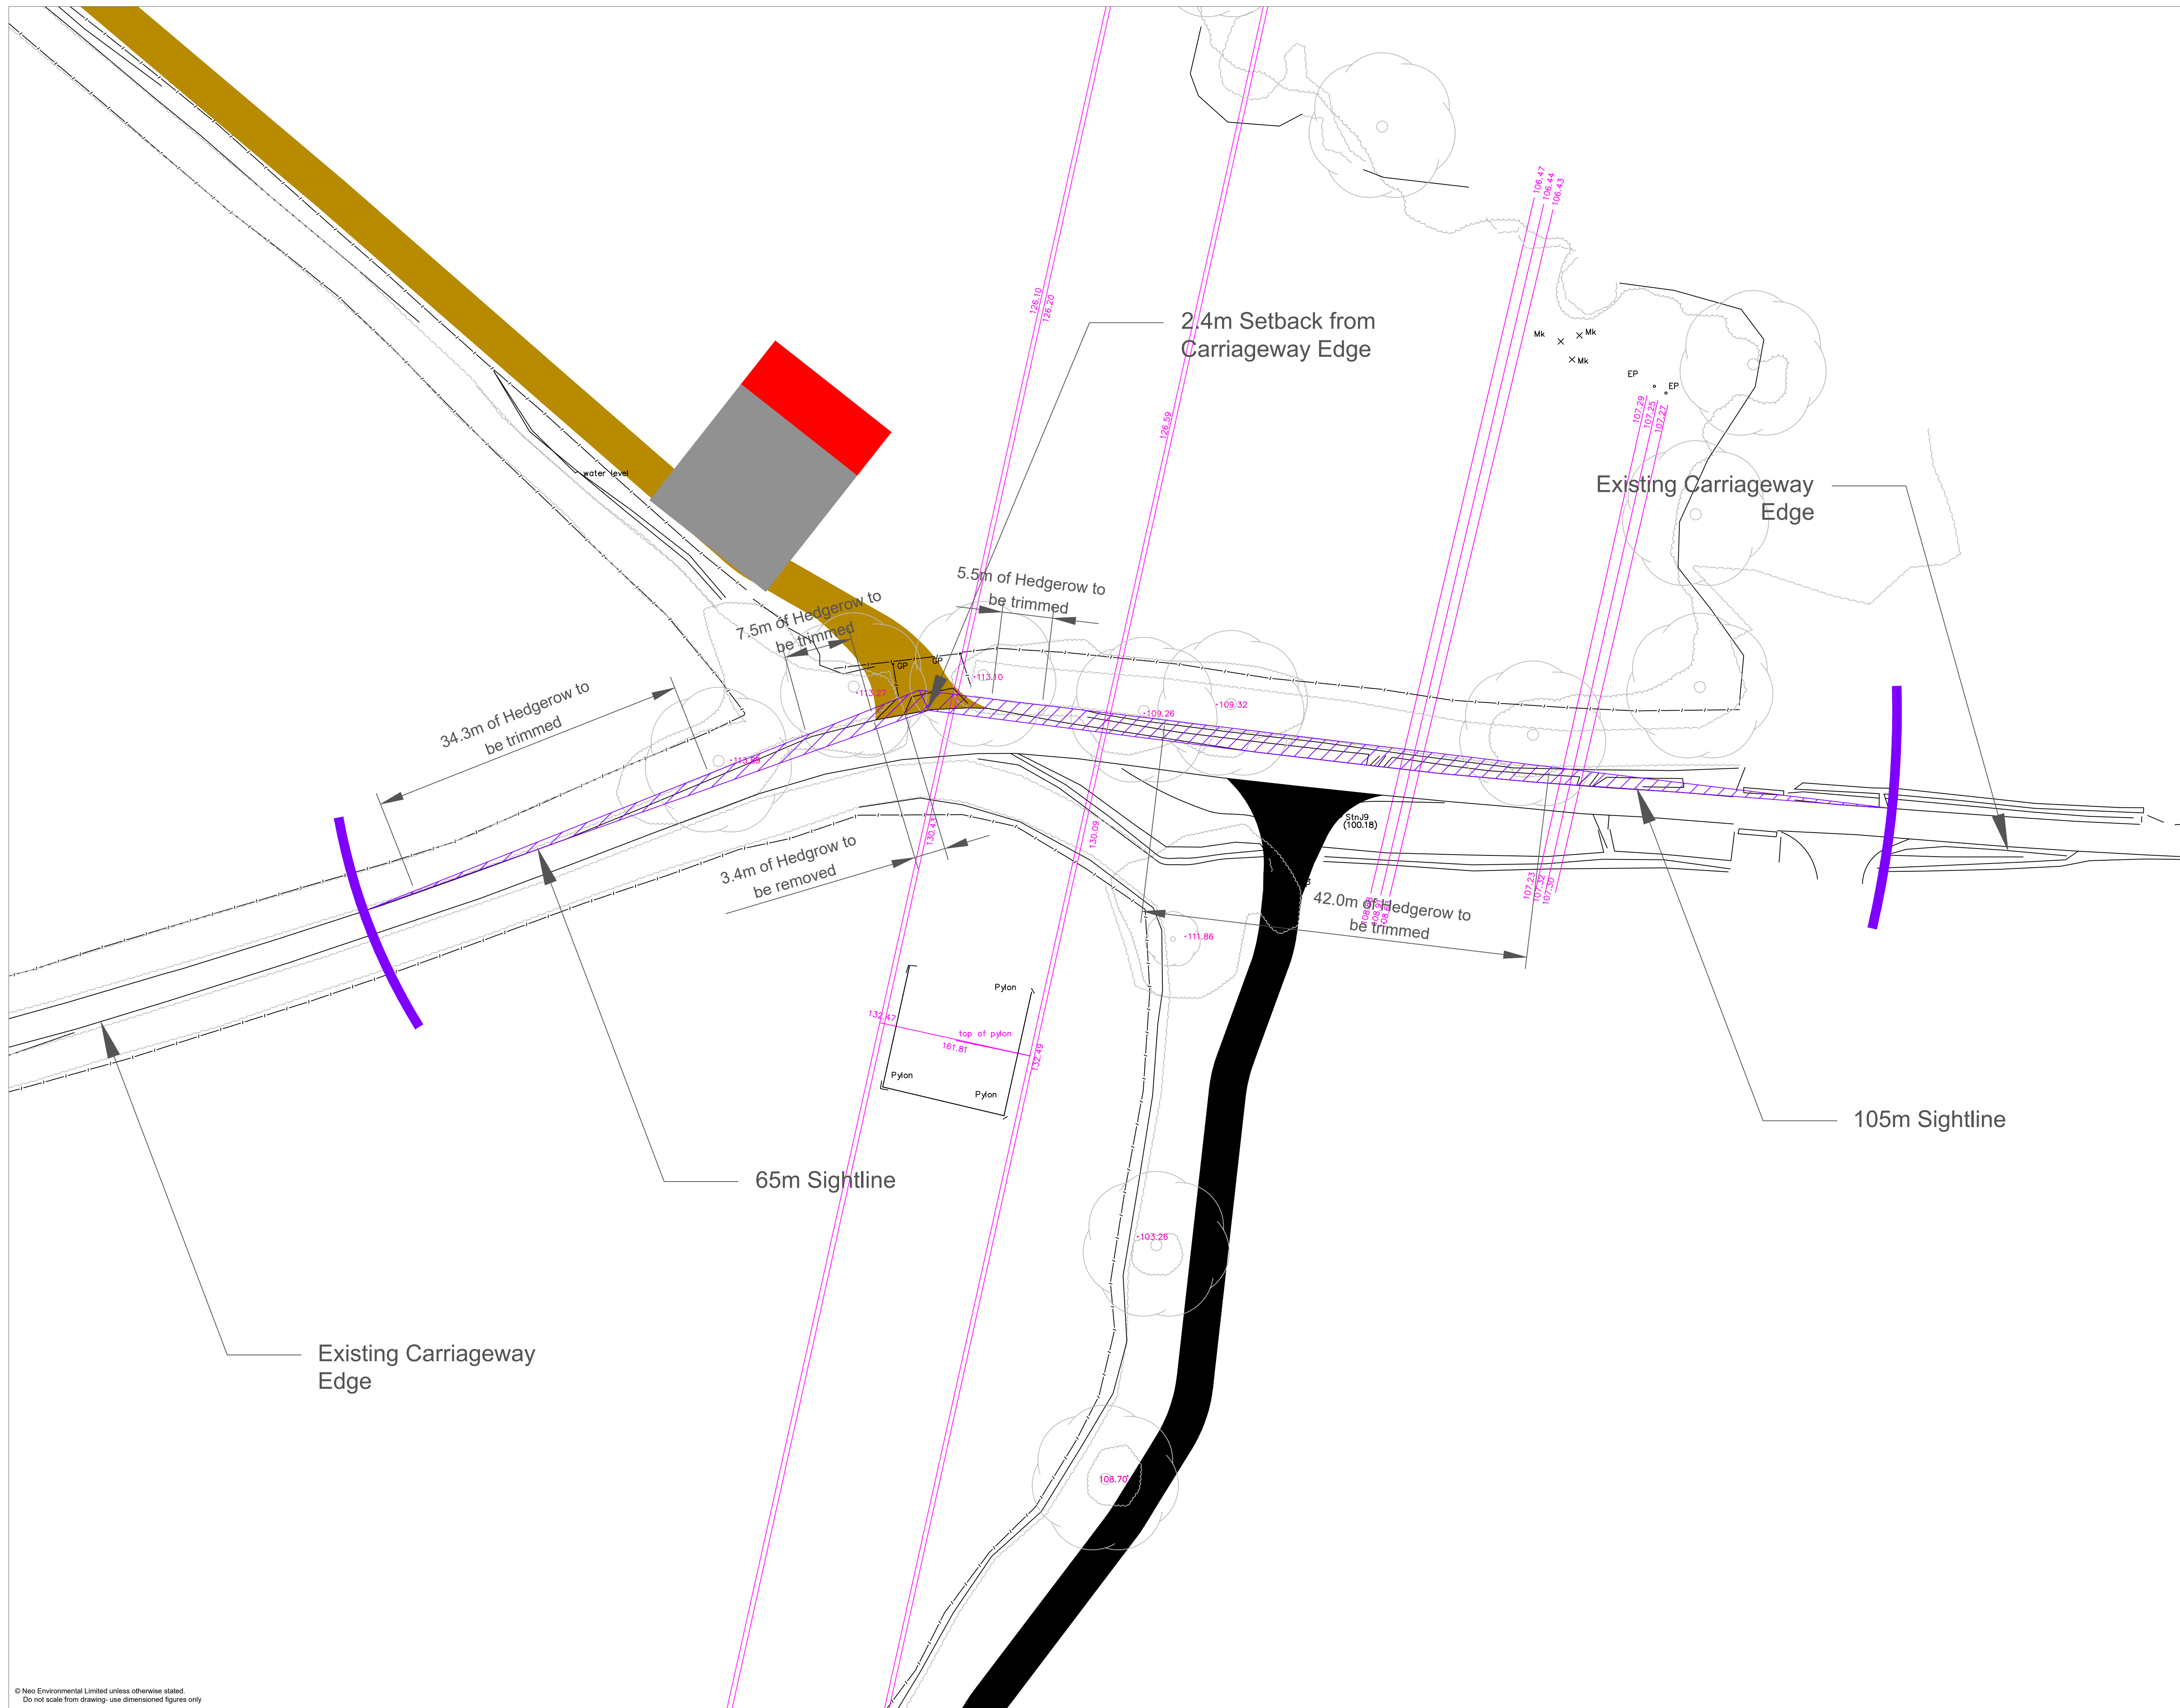 106.47
106.44
106.43
126.10
126.20
2.4m Setback from
Carriageway Edge
Mk
Mk
Mk
EP
EP
107.29
107.25
107.27
126.59
water level
Existing Carriageway
Edge
5.5m of Hedgerow to
be trimmed
7.5m of Hedgerow to
be trimmed
GP
GP
113.10
113.27
34.3m of Hedgerow to
be trimmed
109.26
109.32
StnJ9
(100.18)
130.43
130.09
3.4m of Hedgrow to
be removed
107.23
107.32
107.30
42.0m of Hedgerow to
be trimmed
111.86
Pylon
132.47
top of pylon
161.81
132.49
Pylon
Pylon
105m Sightline
65m Sightline
103.26
Existing Carriageway
Edge
108.70
© Neo Environmental Limited unless otherwise stated.
Do not scale from drawing- use dimensioned figures only